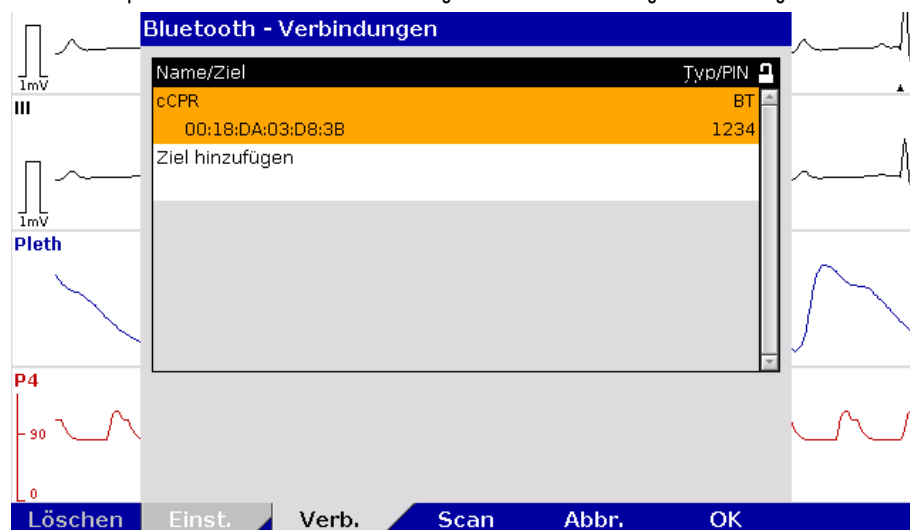 Bluetooth - Verbindungen
Name/Ziel Typ/PIN
cCPR BT
00:18:DA:03:D8:3B 1234
Ziel hinzufügen
1mV
III
1mV
Pleth
P4
90
0
Löschen Einst. Verb. Scan Abbr. OK